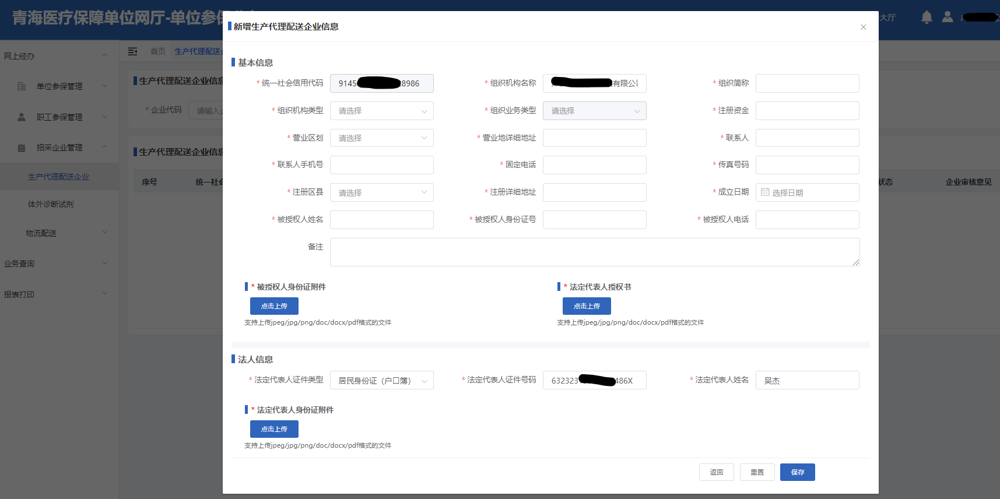 青海医疗保障单位网厅-单位参保
大厅
网上经办
单位参保管理
职工参保管理
招采企业管理
生产代理配送企业
体外诊断试剂
物流配送
业务查询
报表打印
首页 生产代理配送企
生产代理配送企业信息
* 企业代码 请输入
生产代理配送企业信息
序号 统一社会 状态 企业审核意见
新增生产代理配送企业信息
基本信息
* 统一社会信用代码 9145 8986 * 组织机构名称 有限公司 * 组织简称
* 组织机构类型 请选择 * 组织业务类型 请选择 * 注册资金
* 营业区划 请选择 * 营业地详细地址 * 联系人
* 联系人手机号 * 固定电话 * 传真号码
* 注册区县 请选择 * 注册详细地址 * 成立日期 选择日期
* 被授权人姓名 * 被授权人身份证号 * 被授权人电话
备注
* 被授权人身份证附件 * 法定代表人授权书
点击上传 点击上传
支持上传jpeg/jpg/png/doc/docx/pdf格式的文件 支持上传jpeg/jpg/png/doc/docx/pdf格式的文件
法人信息
* 法定代表人证件类型 居民身份证（户口簿） * 法定代表人证件号码 632323 486X * 法定代表人姓名 吴杰
* 法定代表人身份证附件
点击上传
支持上传jpeg/jpg/png/doc/docx/pdf格式的文件
返回 重置 保存